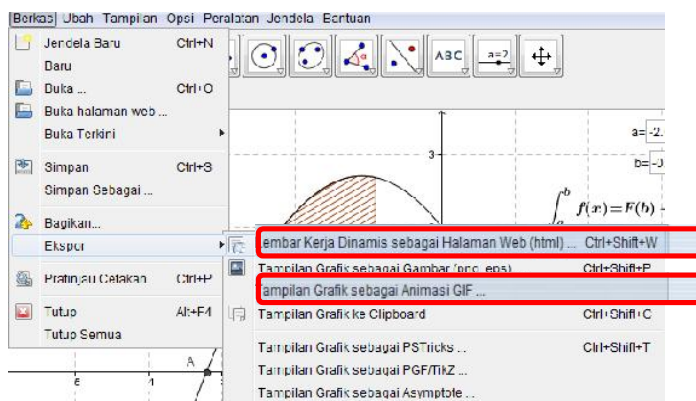 Berkas Ubah Tampilan Opsi Peralatan Jendela Bantuan
Jendela Baru Ctrl+N
Baru
Buka ... Ctrl+O
Buka halaman web ...
Buka Terkini
Simpan Ctrl+S
Simpan Sebagai ...
Bagikan...
Ekspor
Pratinjau Cetakan Ctrl+P
Tutup Alt+F4
Tutup Semua
ABC
a=2
3
a= -2.
b= -0
f(x)=F(b) -
embar Kerja Dinamis sebagai Halaman Web (html) ... Ctrl+Shift+W
Tampilan Grafik sebagai Gambar (png, eps) ... Ctrl+Shift+P
ampilan Grafik sebagai Animasi GIF ...
Tampilan Grafik ke Clipboard Ctrl+Shift+C
Tampilan Grafik sebagai PSTricks ... Ctrl+Shift+T
Tampilan Grafik sebagai PGF/TikZ ...
Tampilan Grafik sebagai Asymptote ...
A